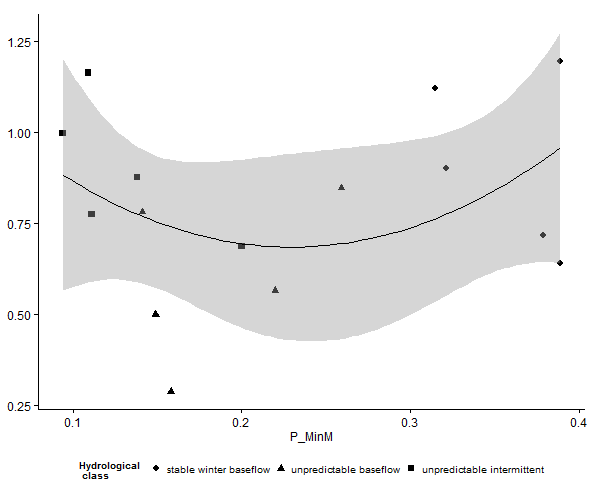 1.25
1.00
0.75
0.50
0.25
0.1 0.2 0.3 0.4
P_MinM
Hydrological
class
stable winter baseflow unpredictable baseflow unpredictable intermittent